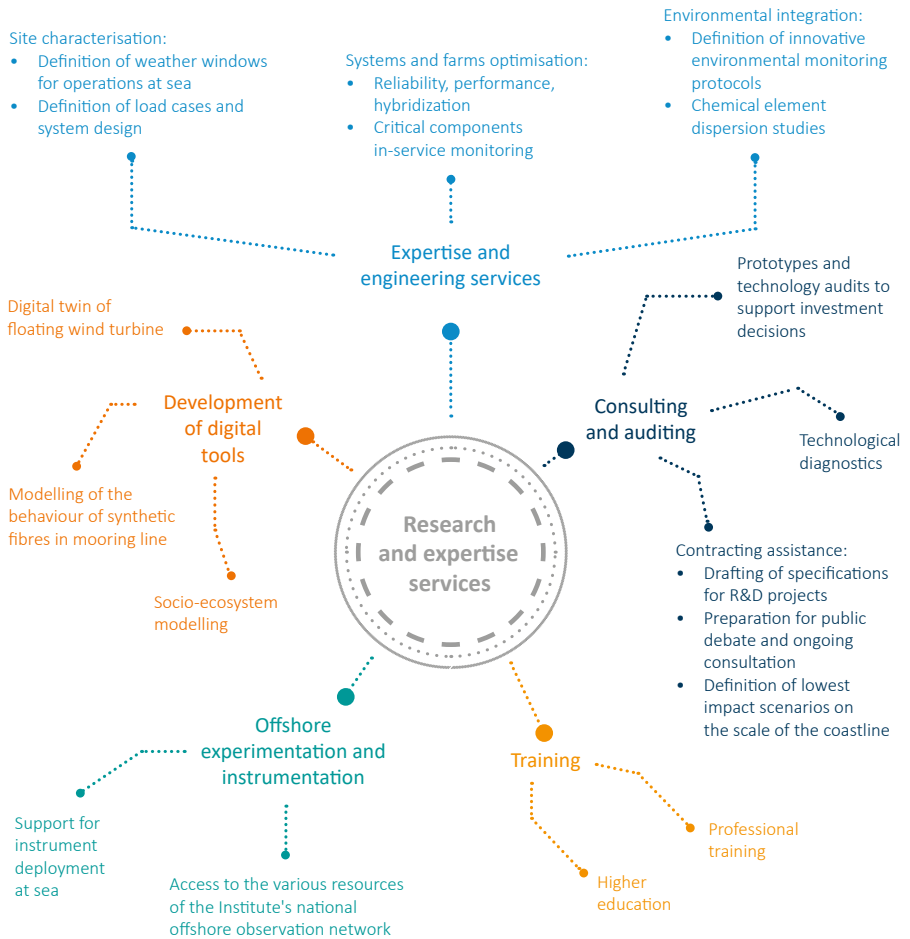 Site characterisation:
• Definition of weather windows
for operations at sea
• Definition of load cases and
system design
Systems and farms optimisation:
• Reliability, performance,
hybridization
• Critical components
in-service monitoring
Environmental integration:
• Definition of innovative
environmental monitoring
protocols
• Chemical element
dispersion studies
Expertise and
engineering services
Digital twin of
floating wind turbine
Development
of digital
tools
Modelling of the
behaviour of synthetic
fibres in mooring line
Socio-ecosystem
modelling
Prototypes and
technology audits to
support investment
decisions
Consulting
and auditing
Technological
diagnostics
Contracting assistance:
• Drafting of specifications
for R&D projects
• Preparation for public
debate and ongoing
consultation
• Definition of lowest
impact scenarios on
the scale of the coastline
Research
and expertise
services
Offshore
experimentation and
instrumentation
Support for
instrument
deployment
at sea
Access to the various resources
of the Institute's national
offshore observation network
Training
Professional
training
Higher
education